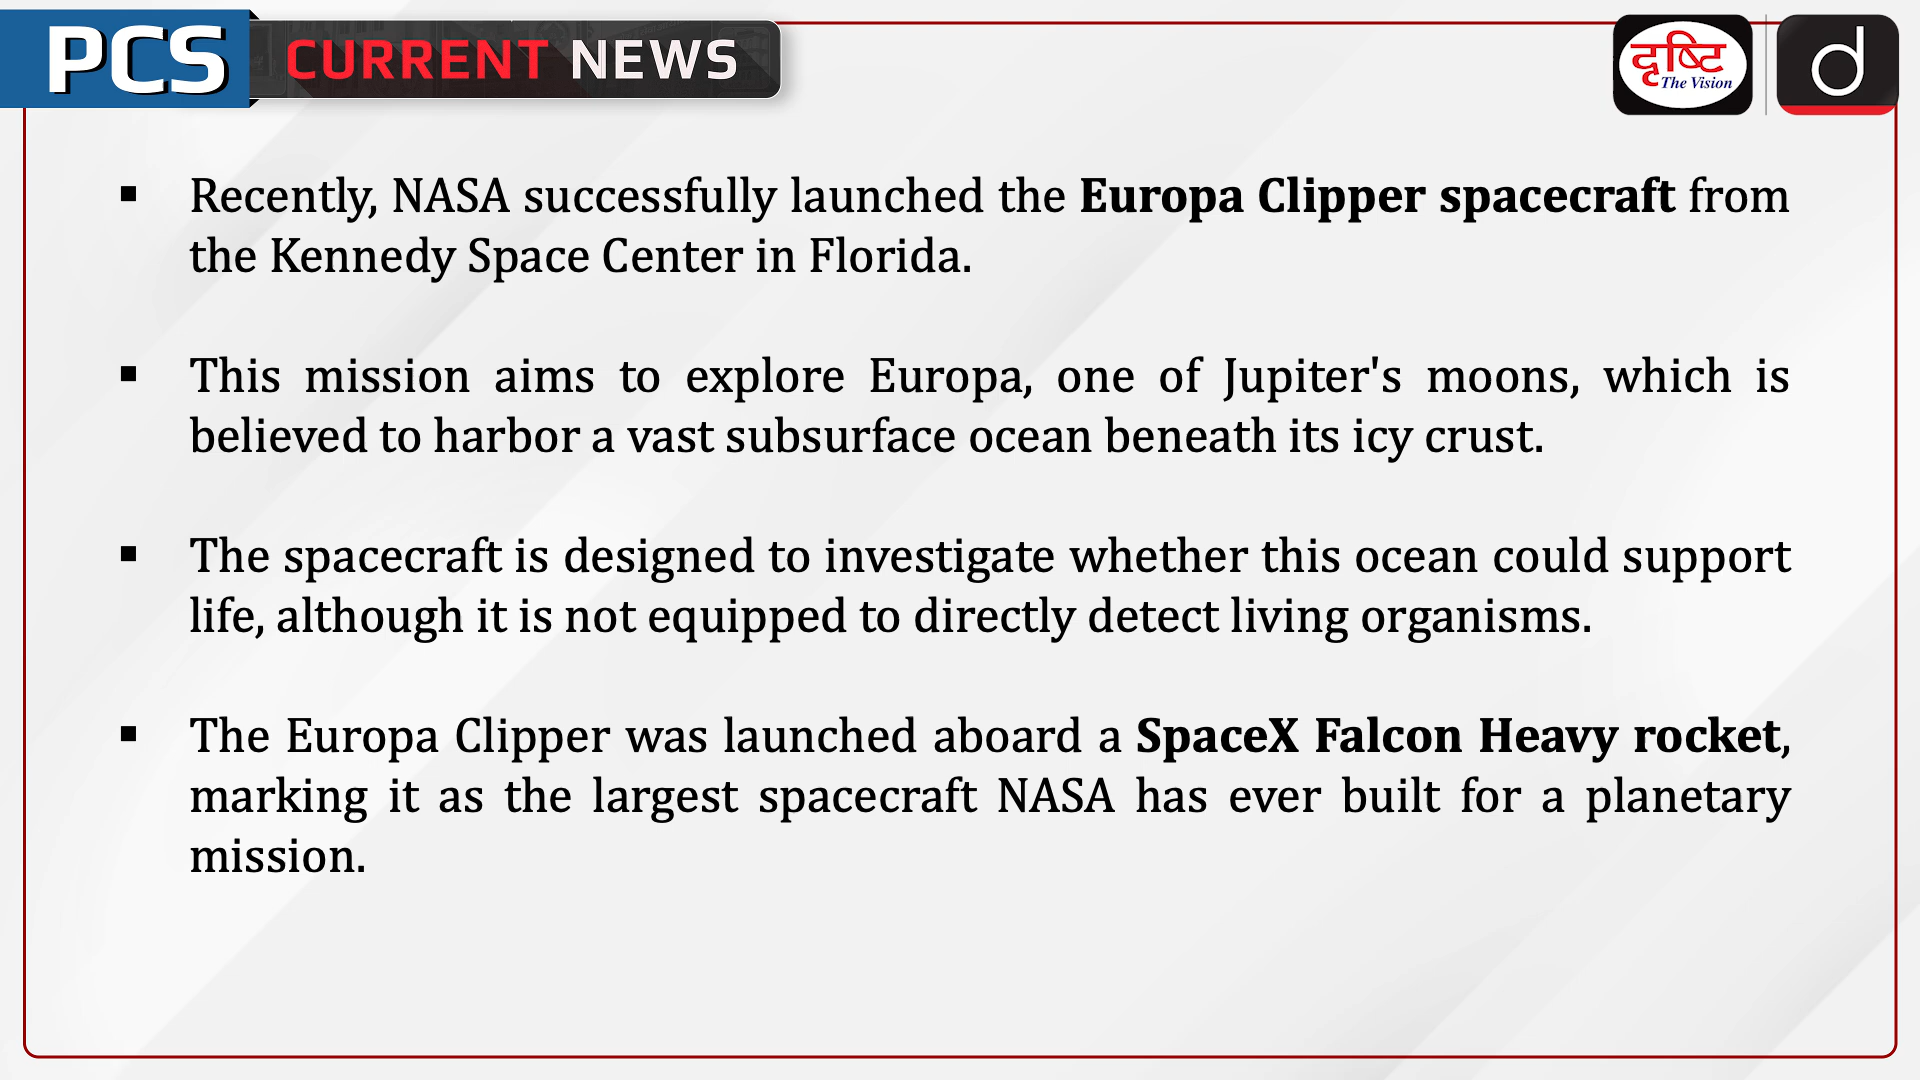 PCS CURRENT NEWS
दृष्टि
The Vision
d
▪ Recently, NASA successfully launched the Europa Clipper spacecraft from
the Kennedy Space Center in Florida.
▪ This mission aims to explore Europa, one of Jupiter's moons, which is
believed to harbor a vast subsurface ocean beneath its icy crust.
▪ The spacecraft is designed to investigate whether this ocean could support
life, although it is not equipped to directly detect living organisms.
▪ The Europa Clipper was launched aboard a SpaceX Falcon Heavy rocket,
marking it as the largest spacecraft NASA has ever built for a planetary
mission.